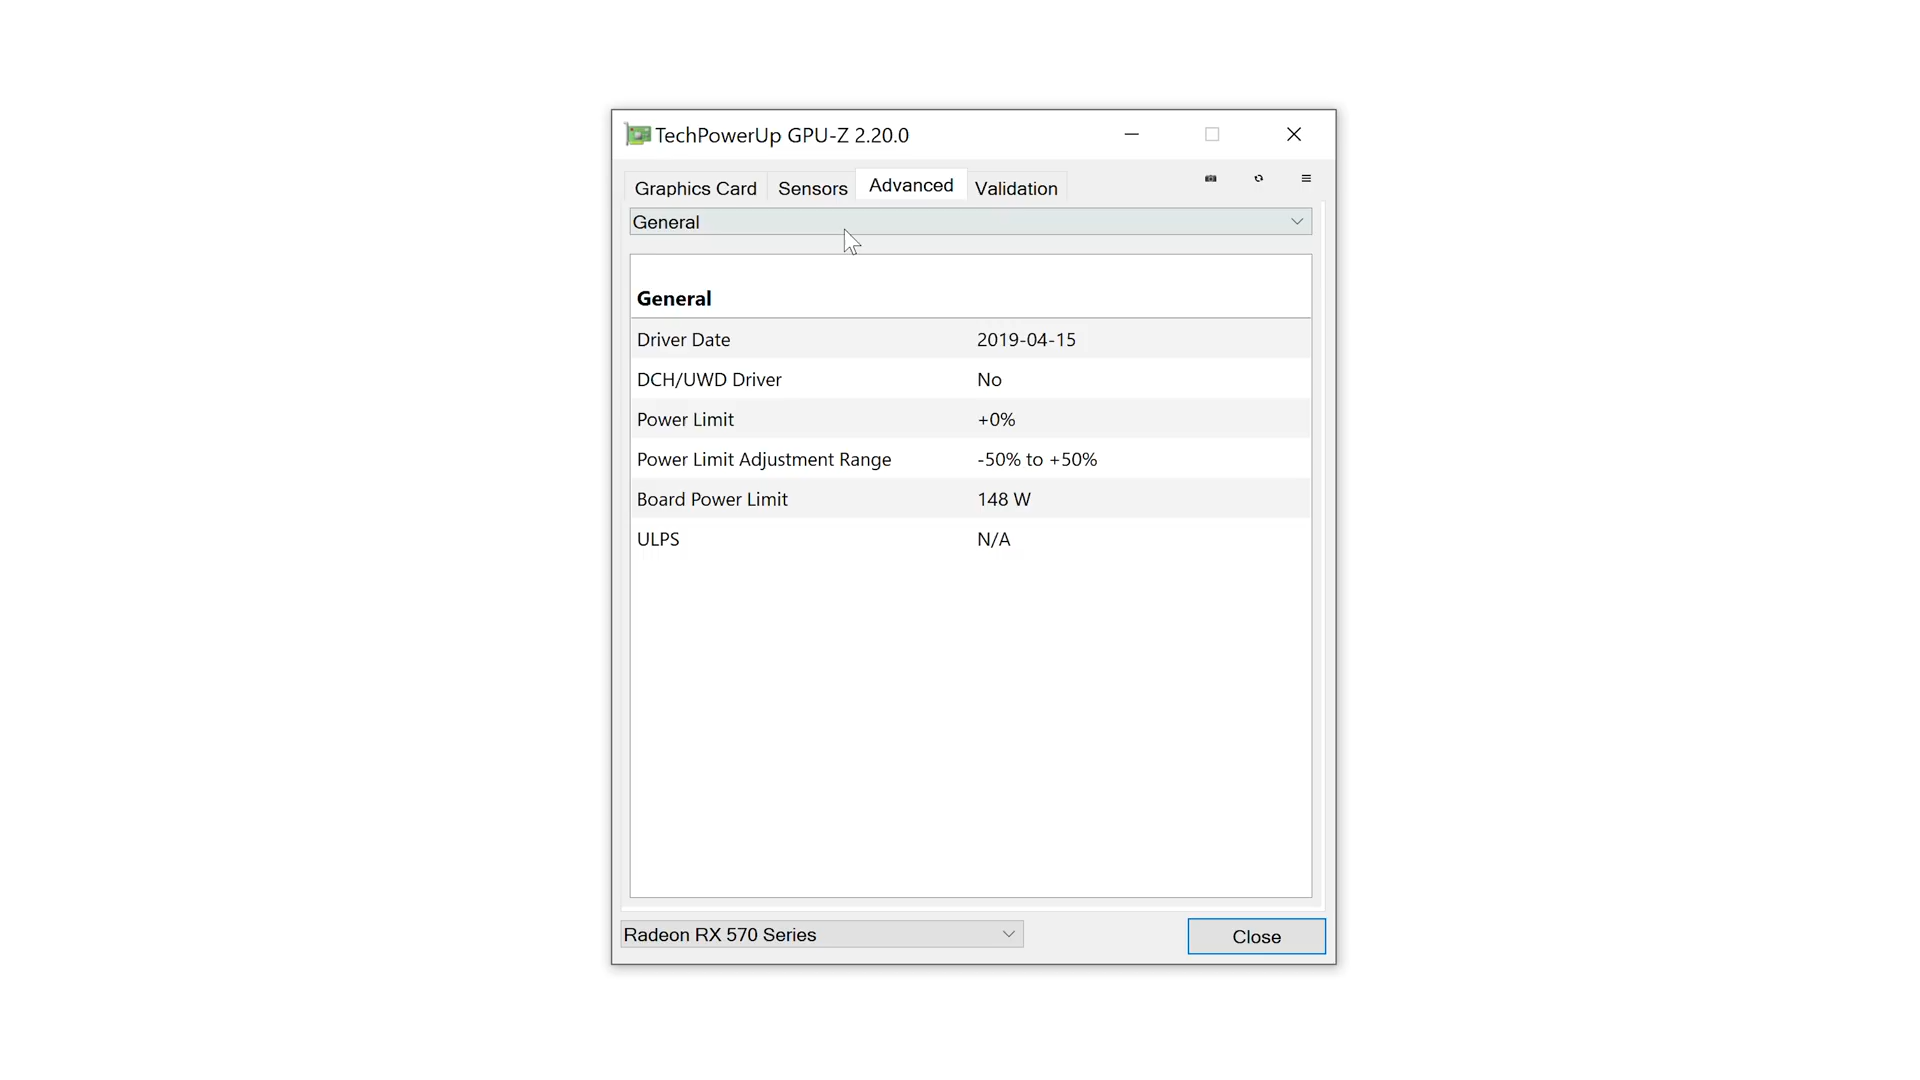 TechPowerUp GPU-Z 2.20.0
Graphics Card Sensors Advanced Validation
General
General
Driver Date 2019-04-15
DCH/UWD Driver No
Power Limit +0%
Power Limit Adjustment Range -50% to +50%
Board Power Limit 148 W
ULPS N/A
Radeon RX 570 Series Close